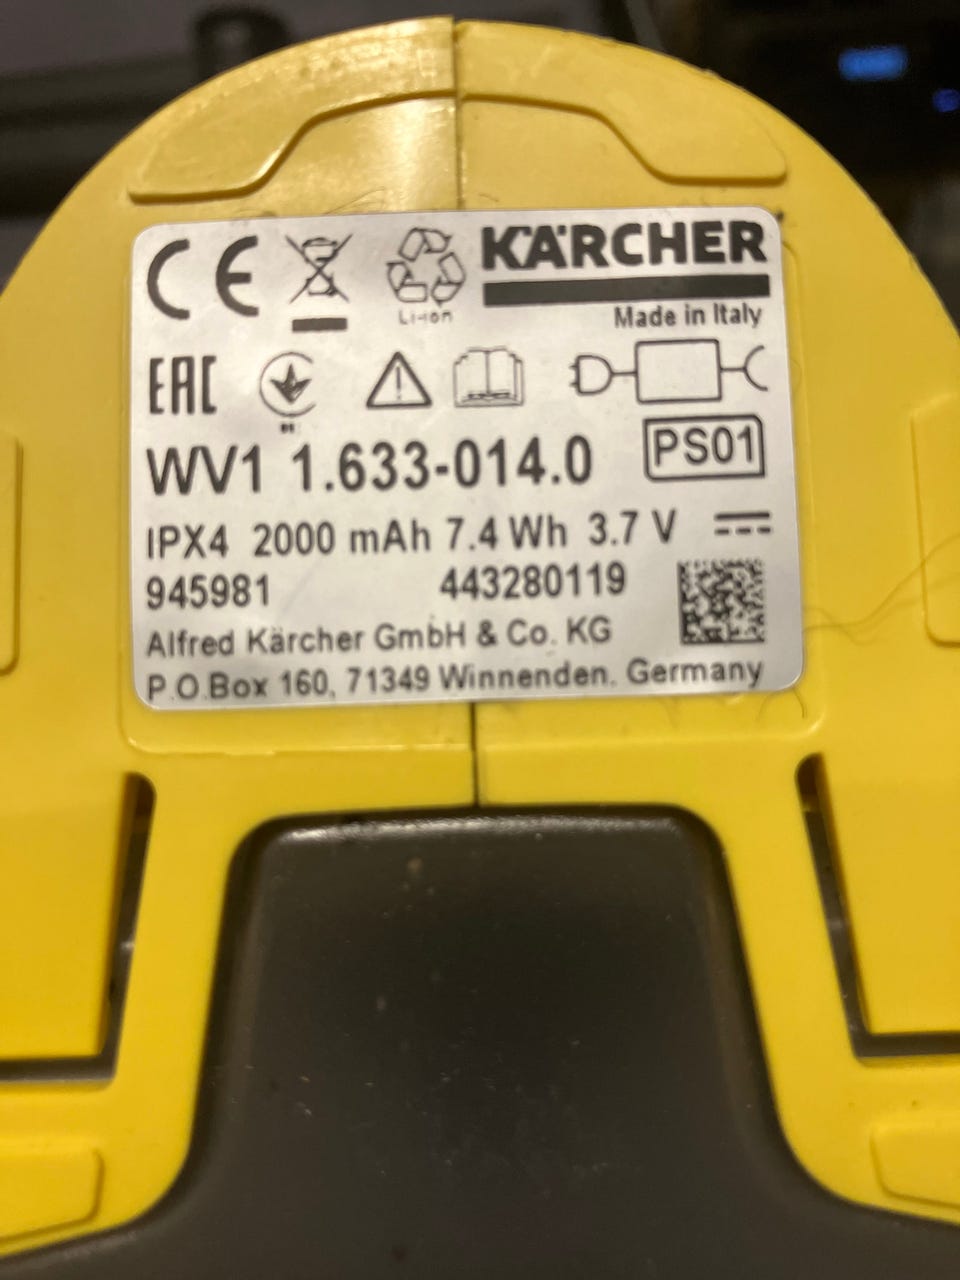 CE
KÄRCHER
Li-ion
Made in Italy
EAC
WV1 1.633-014.0 PS01
IPX4 2000 mAh 7.4 Wh 3.7 V
945981 443280119
Alfred Kärcher GmbH & Co. KG
P.O.Box 160, 71349 Winnenden. Germany